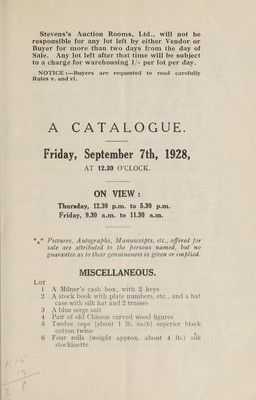 Stevens's Auction Rooms, Ltd., will not be
responsible for any lot left by either Vendor or
Buyer for more than two days from the day of
Sale. Any lot left after that time will be subject
to a charge for warehousing 1/- per lot per day.
NOTICE :—Buyers are requested to read carefully
Rules v. and vi.
A CATALOGUE.
Friday, September 7th, 1928,
AT 12.30 O'CLOCK.
ON VIEW :
Thursday, 12.30 p.m. to 5.30 p.m.
Friday, 9.30 a.m. to 11.30 a.m.
*** Pictures, Autographs, Manuscripts, etc., offered for
sale are attributed to the persons named, but no
guarantee as to their genuineness is given or implied.
MISCELLANEOUS.
LOT
1 A Milner's cash box, with 2 keys
2 A stock book with plate numbers, etc., and a hat
case with silk hat and 2 trusses
3 A blue serge suit
4 Pair of old Chinese carved wood figures
5 Twelve cops (about 1 lb. each) superior black
cotton twine
6 Four rolls (weight approx. about 4 lb.) silk
stockinette